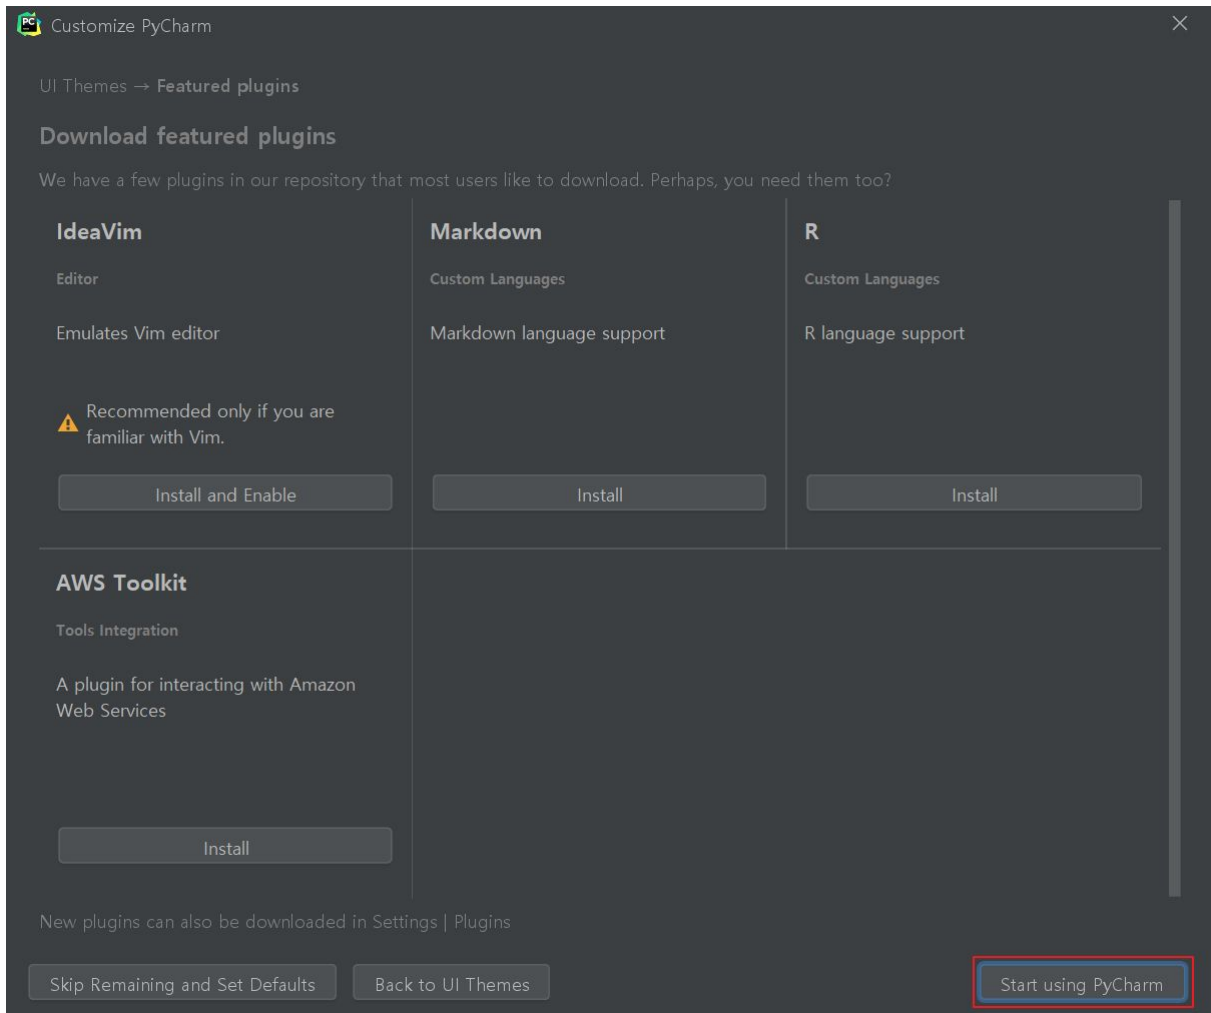 PC
Customize PyCharm
UI Themes → Featured plugins
Download featured plugins
We have a few plugins in our repository that most users like to download. Perhaps, you need them too?
IdeaVim
Editor
Emulates Vim editor
Recommended only if you are
familiar with Vim.
Install and Enable
Markdown
Custom Languages
Markdown language support
Install
R
Custom Languages
R language support
Install
AWS Toolkit
Tools Integration
A plugin for interacting with Amazon
Web Services
Install
New plugins can also be downloaded in Settings | Plugins
Skip Remaining and Set Defaults
Back to UI Themes
Start using PyCharm